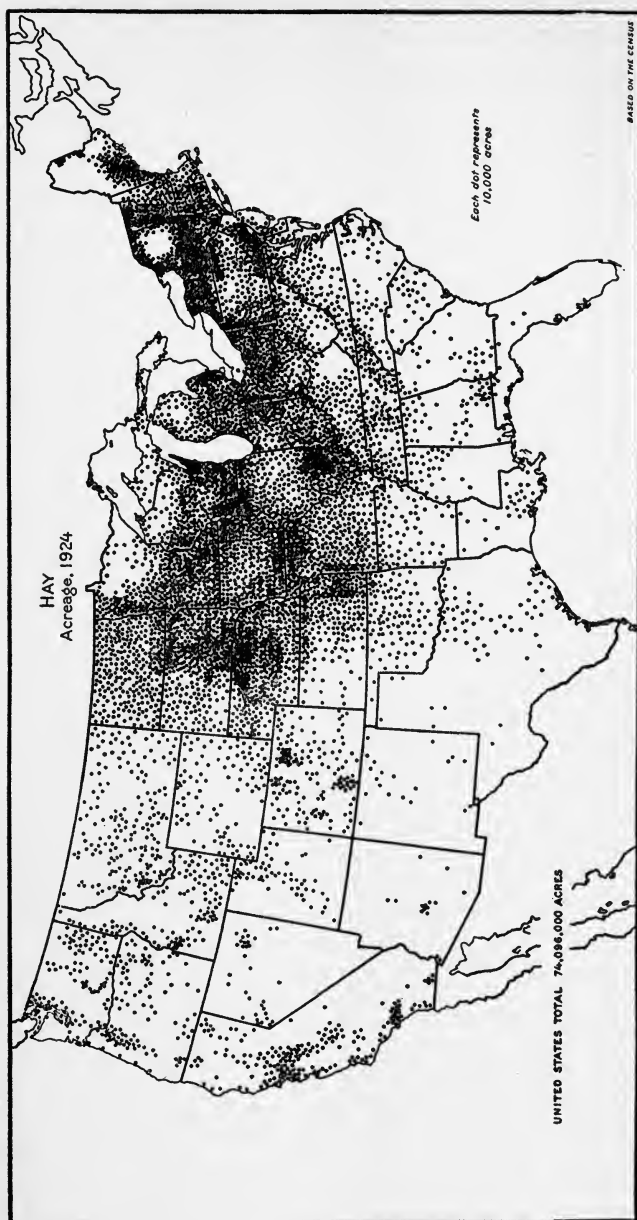 HAY
Acreage, 1924
Each dot represents
10,000 acres
UNITED STATES TOTAL 74,096,000 ACRES
BASED ON THE CENSUS